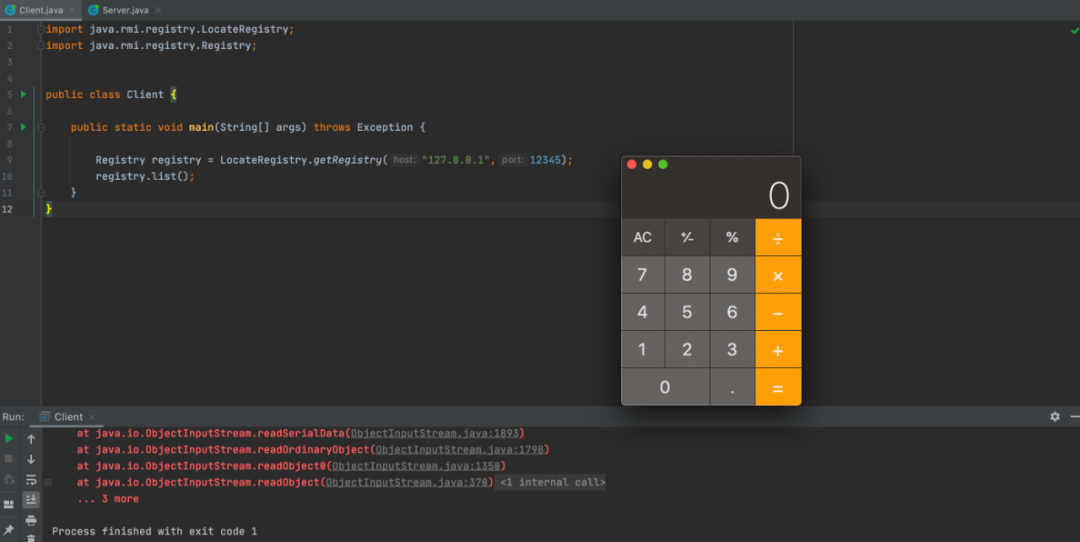 Client.java Server.java
1 import java.rmi.registry.LocateRegistry;
2 import java.rmi.registry.Registry;
3
4
5 public class Client {
6
7 public static void main(String[] args) throws Exception {
8
9 Registry registry = LocateRegistry.getRegistry( host: "127.0.0.1", port: 12345);
10 registry.list();
11 }
12 }
0
AC +⁄- % ÷
7 8 9 ×
4 5 6 −
1 2 3 +
0 . =
Run: Client
at java.io.ObjectInputStream.readSerialData(ObjectInputStream.java:1893)
at java.io.ObjectInputStream.readOrdinaryObject(ObjectInputStream.java:1798)
at java.io.ObjectInputStream.readObject0(ObjectInputStream.java:1350)
at java.io.ObjectInputStream.readObject(ObjectInputStream.java:370) <1 internal call>
... 3 more
Process finished with exit code 1